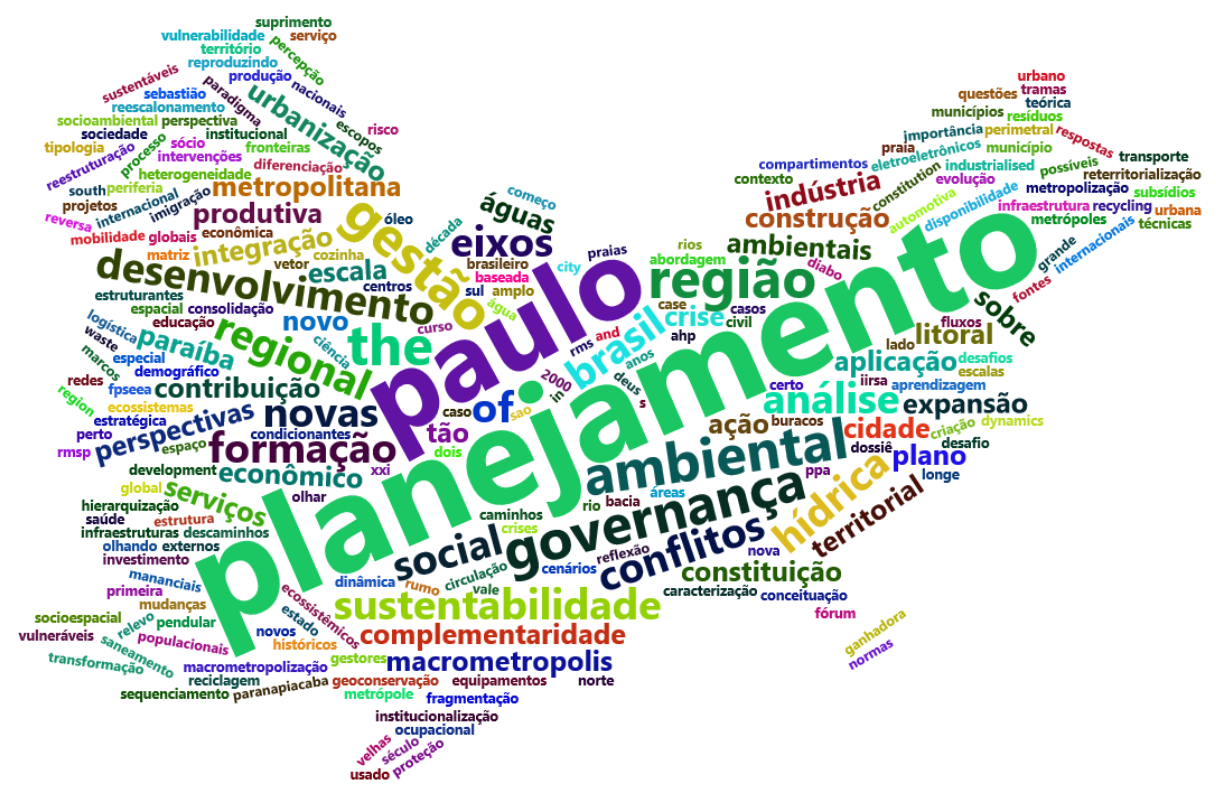 suprimento
vulnerabilidade
serviço
território
percepção
reproduzindo
sustentáveis
produção
nacionais
sebastião
paradigma
urbanização
reescalonamento
socioambiental
perspectiva
escopos
risco
sociedade
institucional
tipologia
processo
sócio
fronteiras
reestruturação
intervenções
diferenciação
heterogeneidade
south
periferia
metropolitana
projetos
internacional
imigração
produtiva
gestão
óleo
reversa
econômica
mobilidade
globais
década
começo
águas
matriz
integração
cozinha
eixos
praias
desenvolvimento
vetor
escala
brasileiro
city
centros
baseada
estruturantes
sul
amplo
espacial
consolidação
água
paulo
logística
educação
regional
novo
curso
waste
paraíba
ciência
the
rms
and
marcos
especial
demográfico
redes
fpseea
contribuição
2000
in
region
ecossistemas
estratégica
novas
caso
of
sao
perto
perspectivas
condicionantes
tão
rmsp
espaço
formação
dois
development
econômico
xxi
global
serviços
olhar
hierarquização
saúde
estrutura
infraestruturas
descaminhos
olhando
externos
investimento
mananciais
primeira
mudanças
socioespacial
relevo
pendular
vulneráveis
populacionais
saneamento
transformação
ecossistêmicos
estado
novos
históricos
macrometropolização
reciclagem
sequenciamento
paranapiacaba
urbano
questões
tramas
teórica
municípios
resíduos
importância
perimetral
respostas
praia
município
compartimentos
eletroeletrônicos
transporte
industrialised
possíveis
contexto
indústria
constitution
evolução
reterritorialização
metropolização
subsídios
construção
automotiva
disponibilidade
infraestrutura
recycling
urbana
metrópoles
técnicas
rios
ambientais
abordagem
diabo
grande
internacionais
região
fontes
case
casos
sobre
brasil
crise
civil
fluxos
lado
litoral
ahp
anos
aplicação
desafios
escalas
deus
s
certo
iirsa
aprendizagem
análise
expansão
planejamento
ação
buracos
cidade
criação
dynamics
dossiê
desafio
ambiental
plano
ppa
hídrica
longe
áreas
bacia
rio
governança
territorial
caminhos
crises
social
conflitos
nova
reflexão
cenários
circulação
constituição
dinâmica
rumo
vale
caracterização
conceituação
sustentabilidade
fórum
complementaridade
ganhadora
normas
gestores
macrometropolis
geoconservação
equipamentos
norte
metrópole
fragmentação
institucionalização
ocupacional
velhas
século
proteção
usado